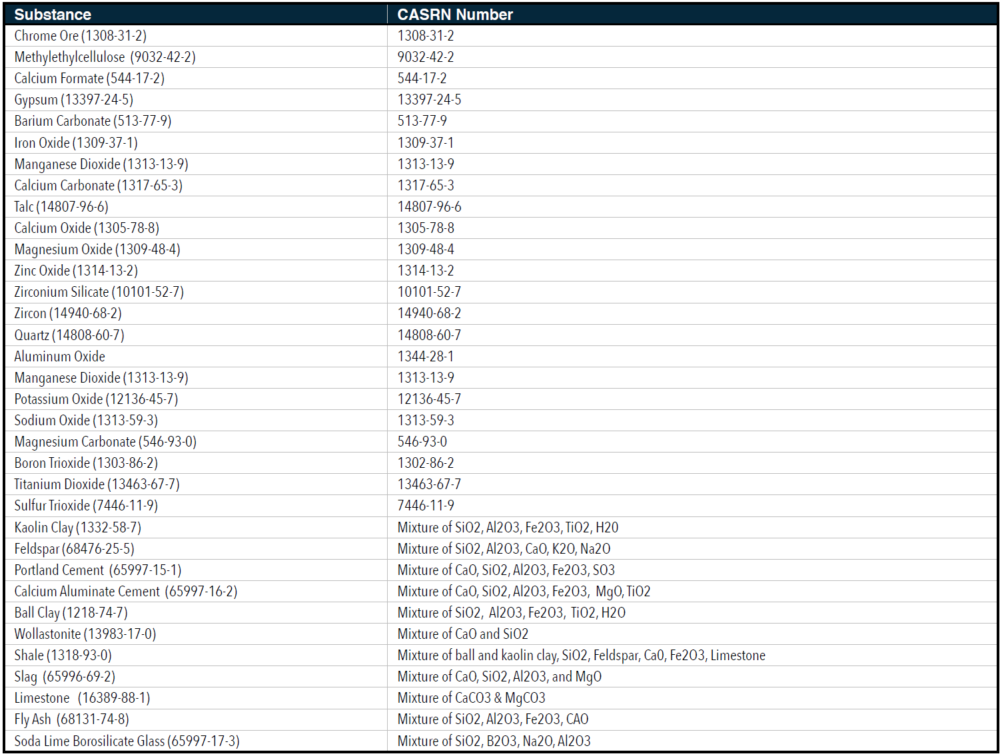 Substance CASRN Number
Chrome Ore (1308-31-2) 1308-31-2
Methylethylcellulose (9032-42-2) 9032-42-2
Calcium Formate (544-17-2) 544-17-2
Gypsum (13397-24-5) 13397-24-5
Barium Carbonate (513-77-9) 513-77-9
Iron Oxide (1309-37-1) 1309-37-1
Manganese Dioxide (1313-13-9) 1313-13-9
Calcium Carbonate (1317-65-3) 1317-65-3
Talc (14807-96-6) 14807-96-6
Calcium Oxide (1305-78-8) 1305-78-8
Magnesium Oxide (1309-48-4) 1309-48-4
Zinc Oxide (1314-13-2) 1314-13-2
Zirconium Silicate (10101-52-7) 10101-52-7
Zircon (14940-68-2) 14940-68-2
Quartz (14808-60-7) 14808-60-7
Aluminum Oxide 1344-28-1
Manganese Dioxide (1313-13-9) 1313-13-9
Potassium Oxide (12136-45-7) 12136-45-7
Sodium Oxide (1313-59-3) 1313-59-3
Magnesium Carbonate (546-93-0) 546-93-0
Boron Trioxide (1303-86-2) 1302-86-2
Titanium Dioxide (13463-67-7) 13463-67-7
Sulfur Trioxide (7446-11-9) 7446-11-9
Kaolin Clay (1332-58-7) Mixture of SiO2, Al2O3, Fe2O3, TiO2, H20
Feldspar (68476-25-5) Mixture of SiO2, Al2O3, CaO, K2O, Na2O
Portland Cement (65997-15-1) Mixture of CaO, SiO2, Al2O3, Fe2O3, SO3
Calcium Aluminate Cement (65997-16-2) Mixture of CaO, SiO2, Al2O3, Fe2O3, MgO, TiO2
Ball Clay (1218-74-7) Mixture of SiO2, Al2O3, Fe2O3, TiO2, H2O
Wollastonite (13983-17-0) Mixture of CaO and SiO2
Shale (1318-93-0) Mixture of ball and kaolin clay, SiO2, Feldspar, Ca0, Fe2O3, Limestone
Slag (65996-69-2) Mixture of CaO, SiO2, Al2O3, and MgO
Limestone (16389-88-1) Mixture of CaCO3 & MgCO3
Fly Ash (68131-74-8) Mixture of SiO2, Al2O3, Fe2O3, CAO
Soda Lime Borosilicate Glass (65997-17-3) Mixture of SiO2, B2O3, Na2O, Al2O3